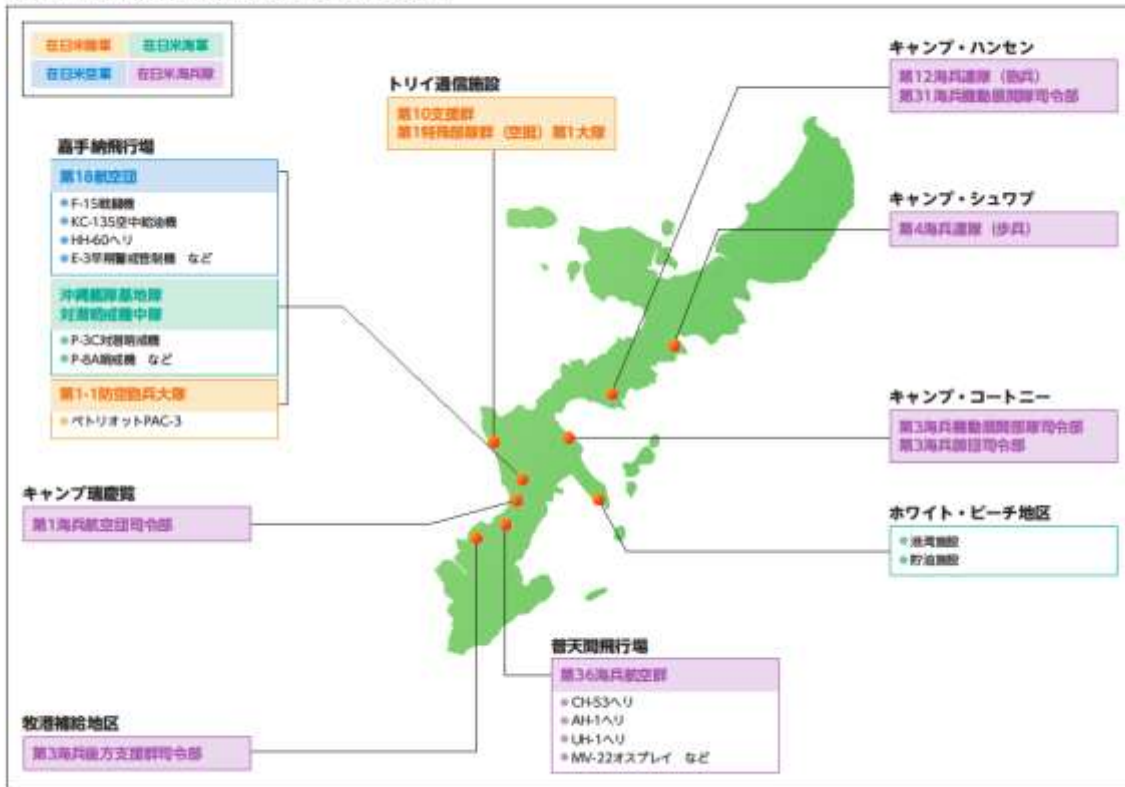 在日米陸軍
在日米海軍
在日米空軍
在日米海兵隊
トリイ通信施設
第10支援群
第1特殊部隊群（空挺）第1大隊
キャンプ・ハンセン
第12海兵連隊（砲兵）
第31海兵機動展開隊司令部
嘉手納飛行場
第18航空団
F-15戦闘機
KC-135空中給油機
HH-60ヘリ
E-3早期警戒管制機　など
沖縄艦隊基地隊
対潜哨戒機中隊
P-3C対潜哨戒機
P-8A哨戒機　など
第1-1防空砲兵大隊
ペトリオットPAC-3
キャンプ・シュワブ
第4海兵連隊（歩兵）
キャンプ・コートニー
第3海兵機動展開部隊司令部
第3海兵師団司令部
キャンプ瑞慶覧
第1海兵航空団司令部
ホワイト・ビーチ地区
港湾施設
貯油施設
普天間飛行場
第36海兵航空群
CH-53ヘリ
AH-1ヘリ
UH-1ヘリ
MV-22オスプレイ　など
牧港補給地区
第3海兵後方支援群司令部